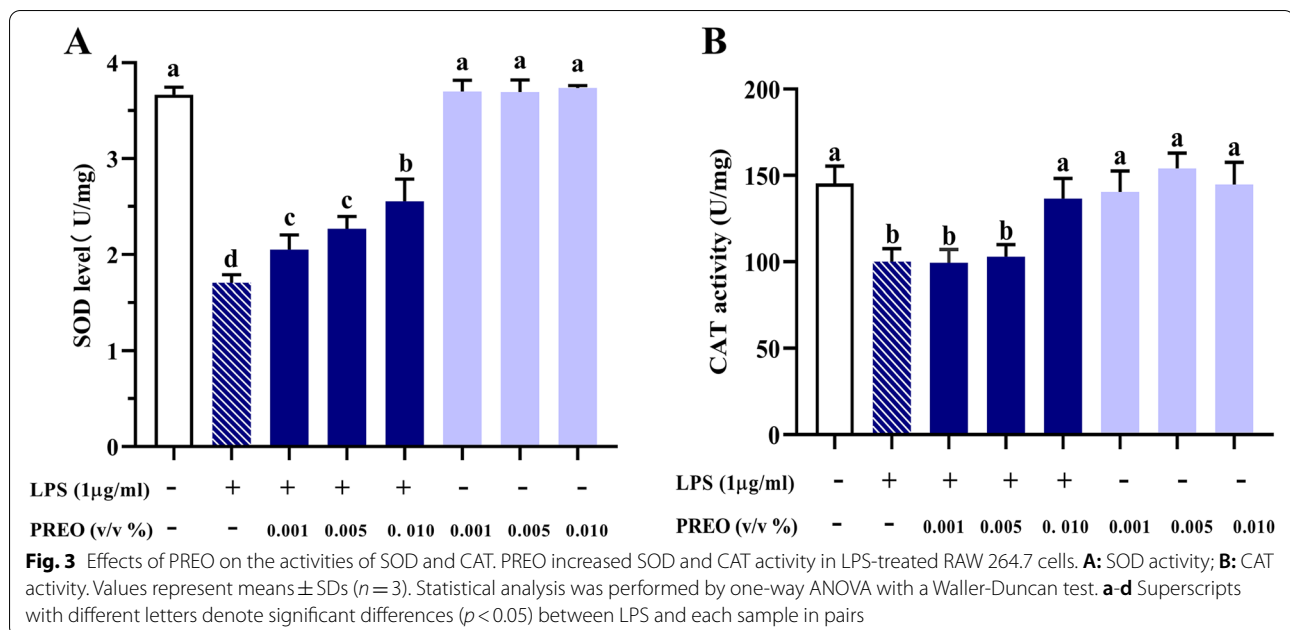 A
4
3
2
1
0
SOD level( U/mg)
a
d
c
c
b
a
a
a
LPS (1μg/ml) - + + + + - - -
PREO (v/v %) - - 0.001 0.005 0. 010 0.001 0.005 0.010
B
200
150
100
50
0
CAT activity (U/mg)
a
b
b
b
a
a
a
a
LPS (1μg/ml) - + + + + - - -
PREO (v/v %) - - 0.001 0.005 0. 010 0.001 0.005 0.010
Fig. 3 Effects of PREO on the activities of SOD and CAT. PREO increased SOD and CAT activity in LPS-treated RAW 264.7 cells. A: SOD activity; B: CAT
activity. Values represent means ± SDs (n = 3). Statistical analysis was performed by one-way ANOVA with a Waller-Duncan test. a-d Superscripts
with different letters denote significant differences (p < 0.05) between LPS and each sample in pairs